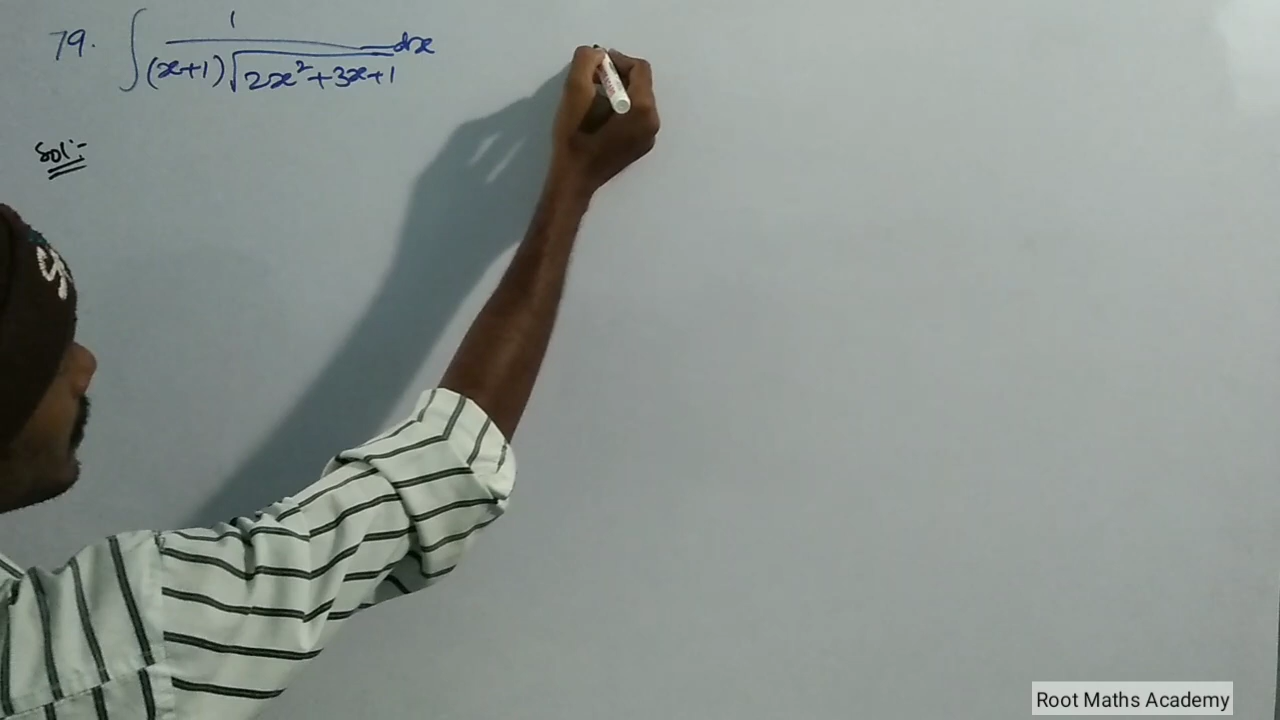 79. ∫ 1/((x+1)√(2x²+3x+1)) dx
Sol:-
Root Maths Academy